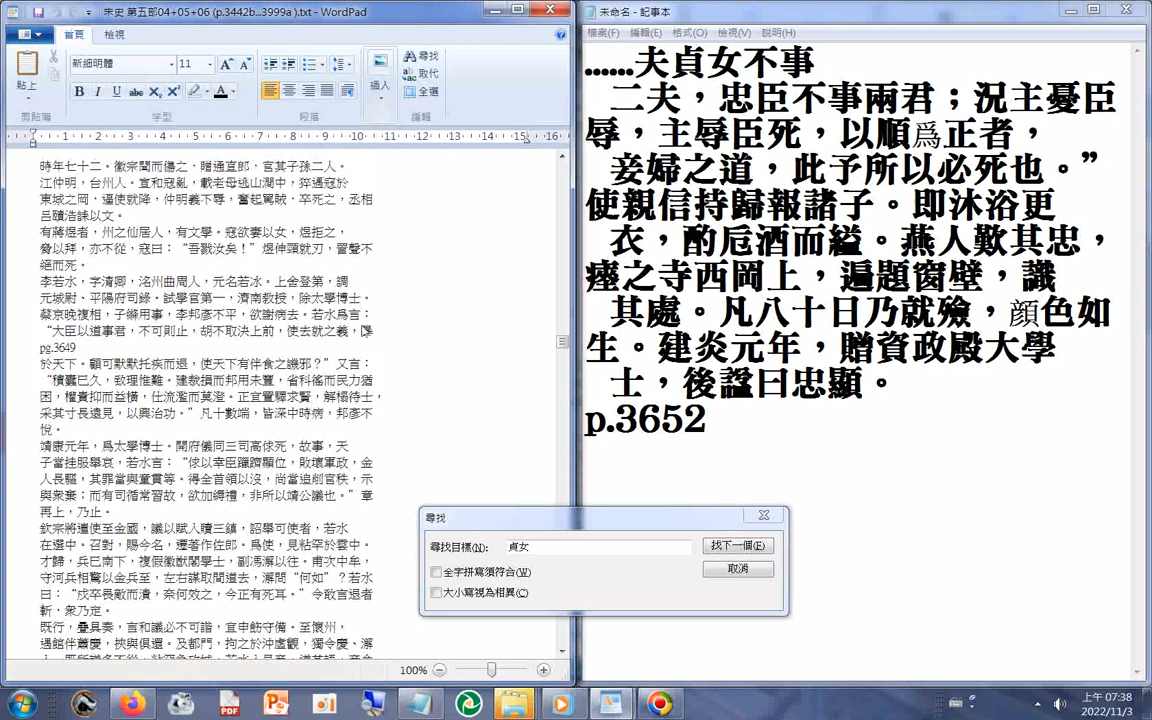 宋史 第五部04+05+06 (p.3442b...3999a ).txt - WordPad
首頁
檢視
貼上
剪貼簿
新細明體
11
B I U abc X₂ X² A
字型
段落
插入
尋找
取代
全選
編輯
1 2 3 4 5 6 7 8 9 10 11 12 13 14 15 16
時年七十二。徽宗聞而傷之，贈通直郎，官其子孫二人。
江仲明，台州人。宣和寇亂，載老母逃山澗中，猝遇寇於
東城之岡，逼使就降，仲明義不辱，奮起罵賊，卒死之，丞相
呂頤浩誄以文。
有蔣煜者，州之仙居人，有文學。寇欲妻以女，煜拒之，
脅以拜，亦不從，寇曰：“吾戮汝矣！”煜伸頸就刃，詈聲不
絕而死。
李若水，字清卿，洺州曲周人，元名若冰。上舍登第，調
元城尉、平陽府司錄。試學官第一，濟南教授，除太學博士。
蔡京晚複相，子絛用事，李邦彥不平，欲謝病去。若水爲言：
“大臣以道事君，不可則止，胡不取決上前，使去就之義，暴
pg.3649
於天下。顧可默默托疾而退，使天下有伴食之譏邪？”又言：
“積蠹已久，致理惟難。建裁損而邦用未豐，省科徭而民力猶
困，權貴抑而益橫，仕流濫而莫澄。正宜置驛求賢，解榻待士，
采其寸長遠見，以興治功。”凡十數端，皆深中時病，邦彥不
悅。
靖康元年，爲太學博士。開府儀同三司高俅死，故事，天
子當挂服舉哀，若水言：“俅以幸臣躐躋顯位，敗壞軍政，金
人長驅，其罪當與童貫等。得全首領以沒，尚當追削官秩，示
與衆棄；而有司循常習故，欲加縟禮，非所以靖公議也。”章
再上，乃止。
欽宗將遣使至金國，議以賦入贖三鎮，詔舉可使者，若水
在選中。召對，賜今名，遷著作佐郎。爲使，見粘罕於雲中。
才歸，兵已南下，複假徽猷閣學士，副馮澥以往。甫次中牟，
守河兵相驚以金兵至，左右謀取間道去，澥問“何如”？若水
曰：“戍卒畏敵而潰，奈何效之，今正有死耳。”令敢言退者
斬，衆乃定。
既行，疊具奏，言和議必不可諧，宜申飭守備。至懷州，
遇館伴蕭慶，挾與俱還。及都門，拘之於沖虛觀，獨令慶、澥
100%
未命名 - 記事本
檔案(F) 編輯(E) 格式(O) 檢視(V) 說明(H)
......夫貞女不事
二夫，忠臣不事兩君；況主憂臣
辱，主辱臣死，以順爲正者，
妾婦之道，此予所以必死也。”
使親信持歸報諸子。即沐浴更
衣，酌卮酒而縊。燕人歎其忠，
瘞之寺西岡上，遍題窗壁，識
其處。凡八十日乃就殮，顔色如
生。建炎元年，贈資政殿大學
士，後諡曰忠顯。
p.3652
尋找
尋找目標(N):
貞女
找下一個(F)
取消
全字拼寫須符合(W)
大小寫視為相異(C)
上午 07:38
2022/11/3